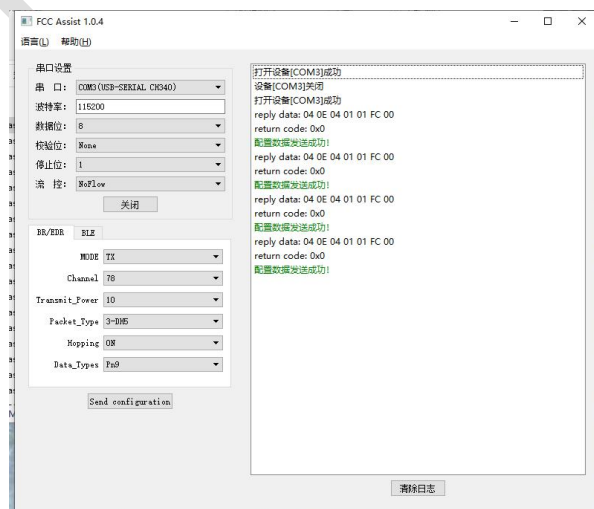 FCC Assist 1.0.4
语言(L) 帮助(H)
串口设置
串 口: COM3(USB-SERIAL CH340)
波特率: 115200
数据位: 8
校验位: None
停止位: 1
流 控: NoFlow
关闭
BR/EDR BLE
MODE TX
Channel 78
Transmit_Power 10
Packet_Type 3-DH5
Hopping ON
Data_Types Pn9
Send configuration
打开设备[COM3]成功
设备[COM3]关闭
打开设备[COM3]成功
reply data: 04 0E 04 01 01 FC 00
return code: 0x0
配置数据发送成功!
reply data: 04 0E 04 01 01 FC 00
return code: 0x0
配置数据发送成功!
reply data: 04 0E 04 01 01 FC 00
return code: 0x0
配置数据发送成功!
reply data: 04 0E 04 01 01 FC 00
return code: 0x0
配置数据发送成功!
清除日志